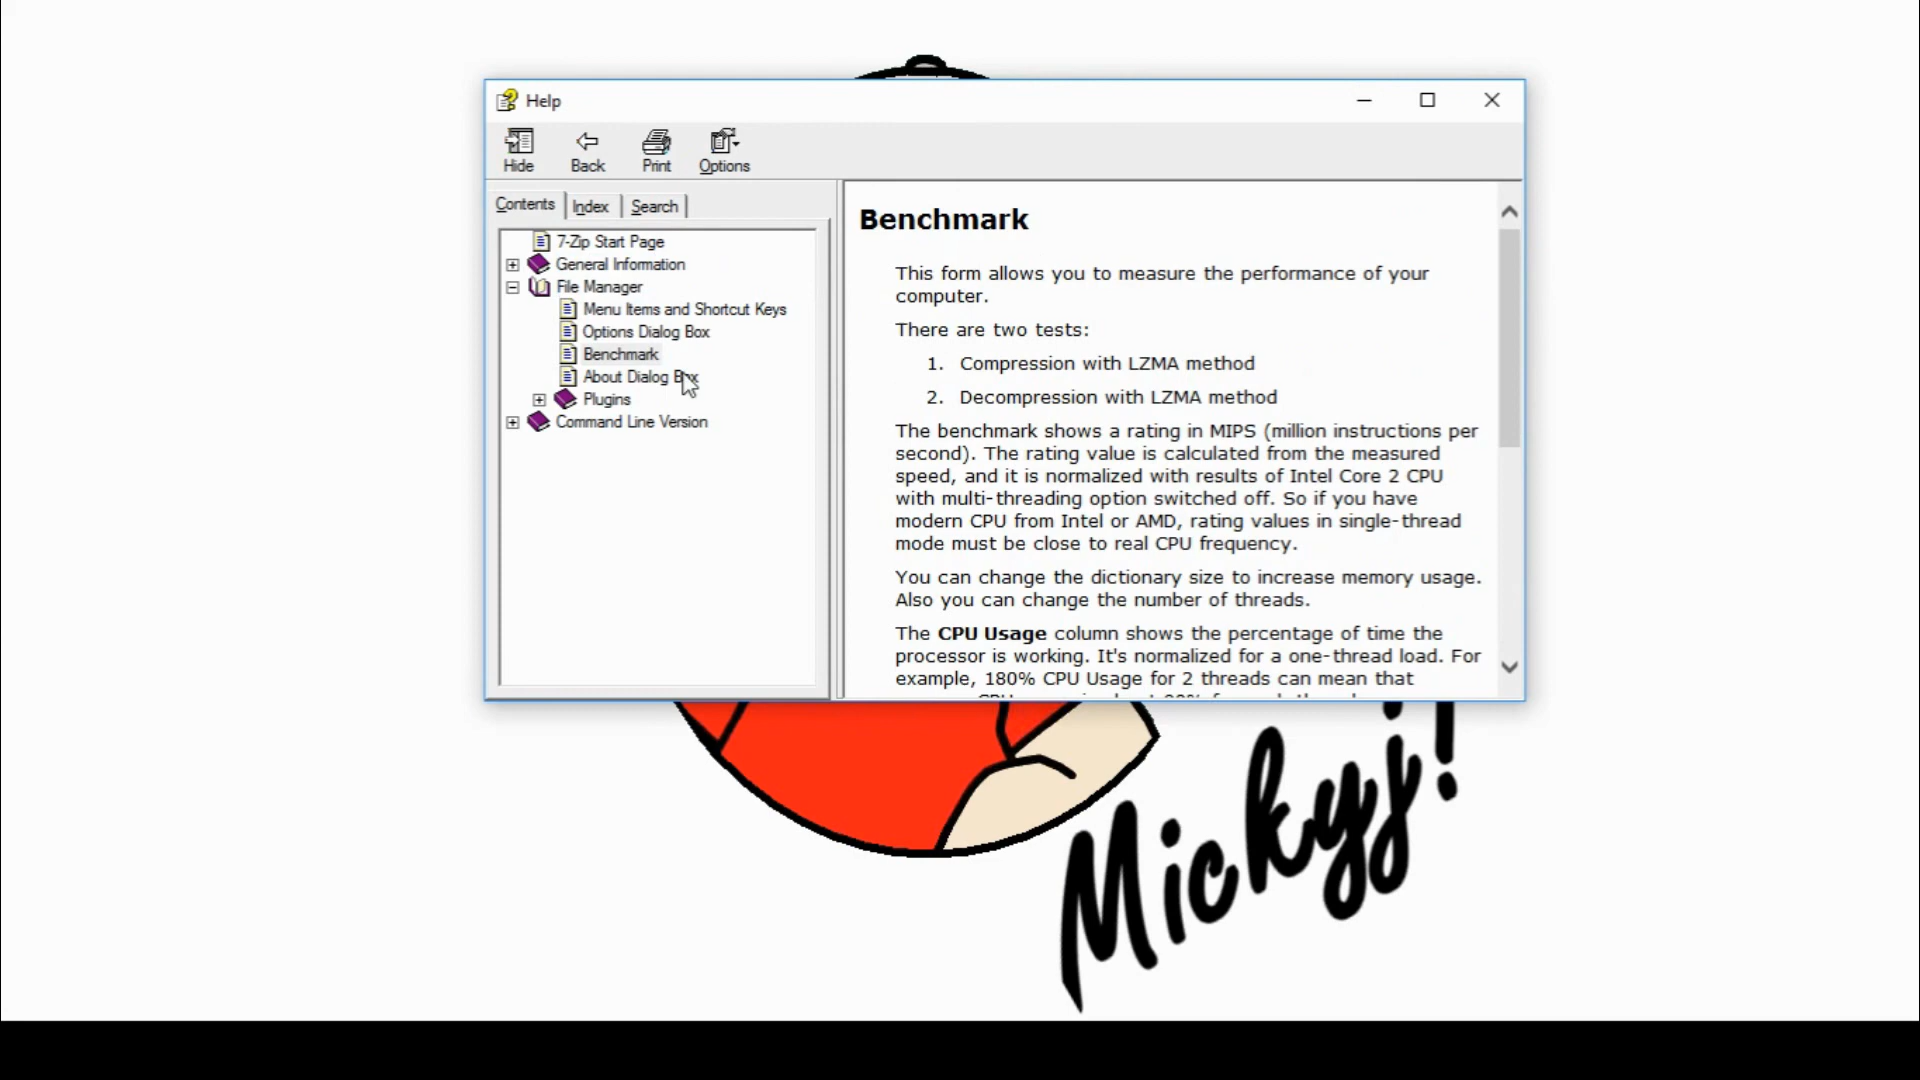 Help
Hide Back Print Options
Contents Index Search
7-Zip Start Page
General Information
File Manager
Menu Items and Shortcut Keys
Options Dialog Box
Benchmark
About Dialog Box
Plugins
Command Line Version
Benchmark
This form allows you to measure the performance of your
computer.
There are two tests:
1. Compression with LZMA method
2. Decompression with LZMA method
The benchmark shows a rating in MIPS (million instructions per
second). The rating value is calculated from the measured
speed, and it is normalized with results of Intel Core 2 CPU
with multi-threading option switched off. So if you have
modern CPU from Intel or AMD, rating values in single-thread
mode must be close to real CPU frequency.
You can change the dictionary size to increase memory usage.
Also you can change the number of threads.
The CPU Usage column shows the percentage of time the
processor is working. It's normalized for a one-thread load. For
example, 180% CPU Usage for 2 threads can mean that
Mickyj!